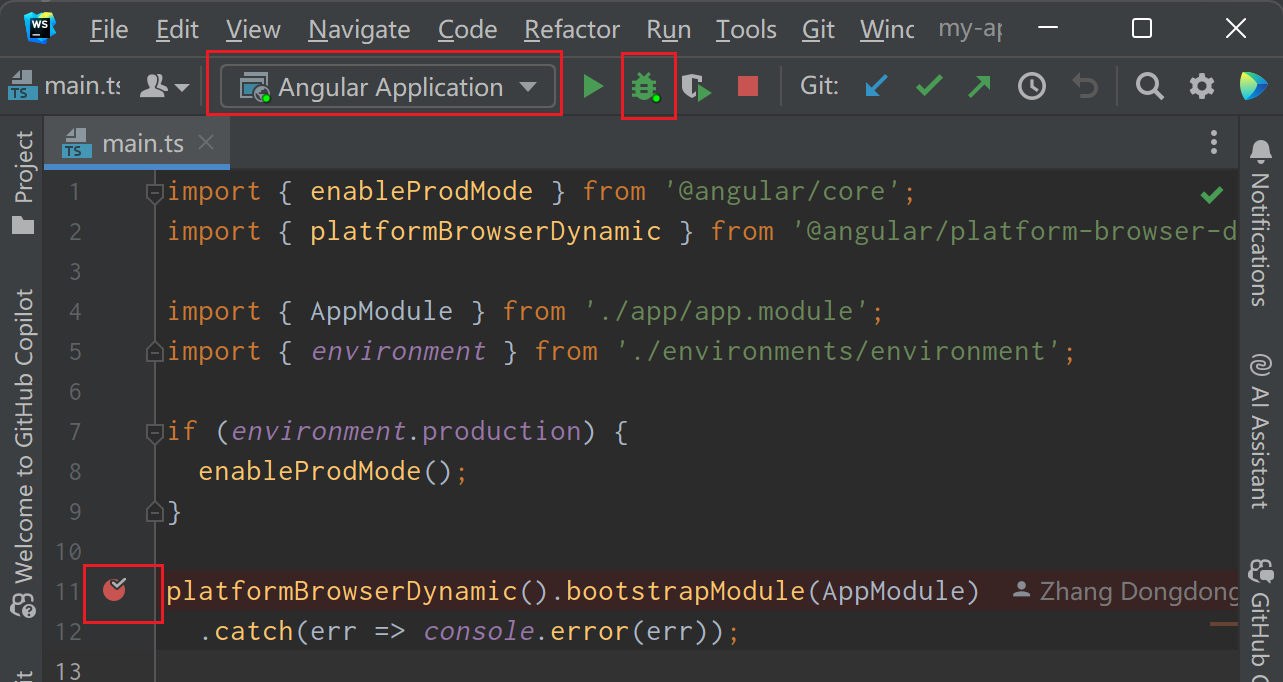 WS
File Edit View Navigate Code Refactor Run Tools Git Winc my-ap
TS main.ts Angular Application Git:
TS main.ts
Project
Welcome to GitHub Copilot
1 import { enableProdMode } from '@angular/core';
2 import { platformBrowserDynamic } from '@angular/platform-browser-d
3
4 import { AppModule } from './app/app.module';
5 import { environment } from './environments/environment';
6
7 if (environment.production) {
8 enableProdMode();
9 }
10
11 platformBrowserDynamic().bootstrapModule(AppModule) Zhang Dongdong
12 .catch(err => console.error(err));
13
Notifications
AI Assistant
GitHub C